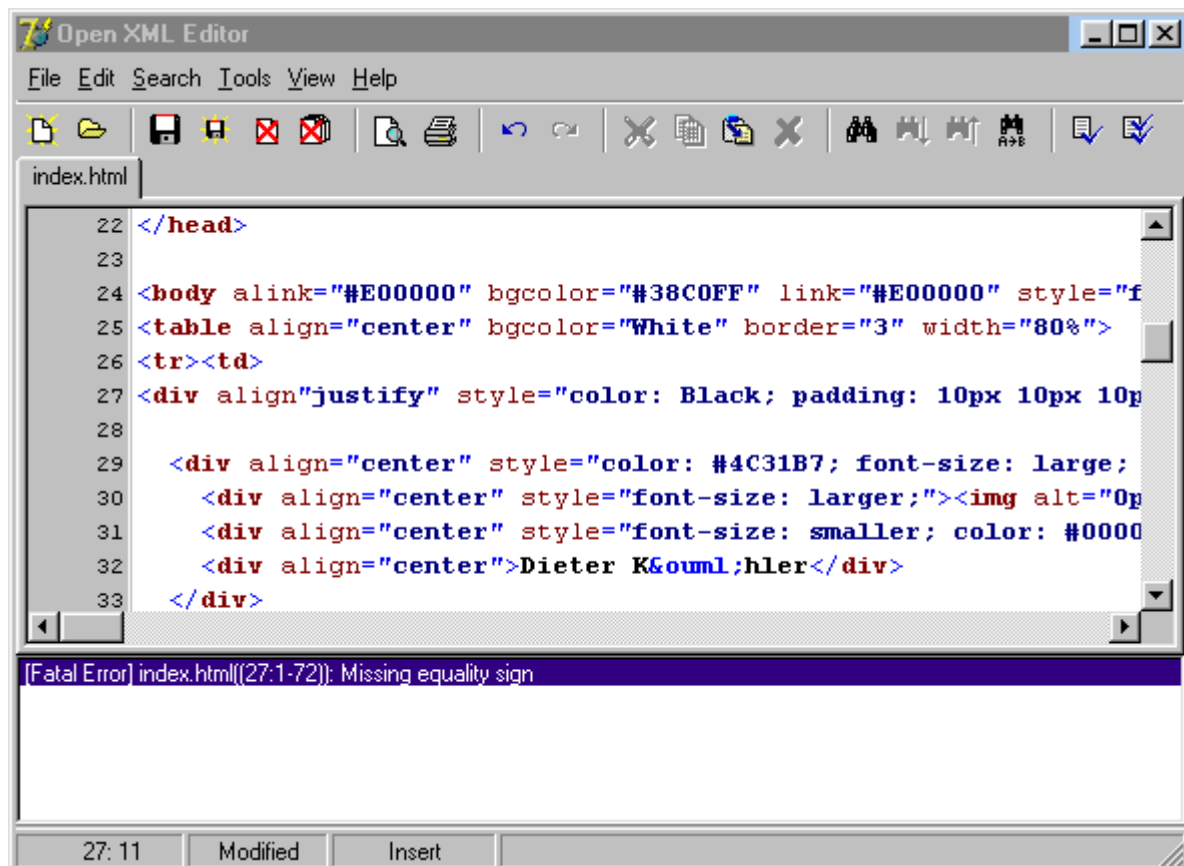 Open XML Editor
File Edit Search Tools View Help
A→B
index.html
22 </head>
23
24 <body alink="#E00000" bgcolor="#38C0FF" link="#E00000" style="f
25 <table align="center" bgcolor="White" border="3" width="80%">
26 <tr><td>
27 <div align"justify" style="color: Black; padding: 10px 10px 10p
28
29   <div align="center" style="color: #4C31B7; font-size: large;
30     <div align="center" style="font-size: larger;"><img alt="Op
31     <div align="center" style="font-size: smaller; color: #0000
32     <div align="center">Dieter K&ouml;hler</div>
33   </div>
[Fatal Error] index.html((27:1-72)): Missing equality sign
27: 11 Modified Insert